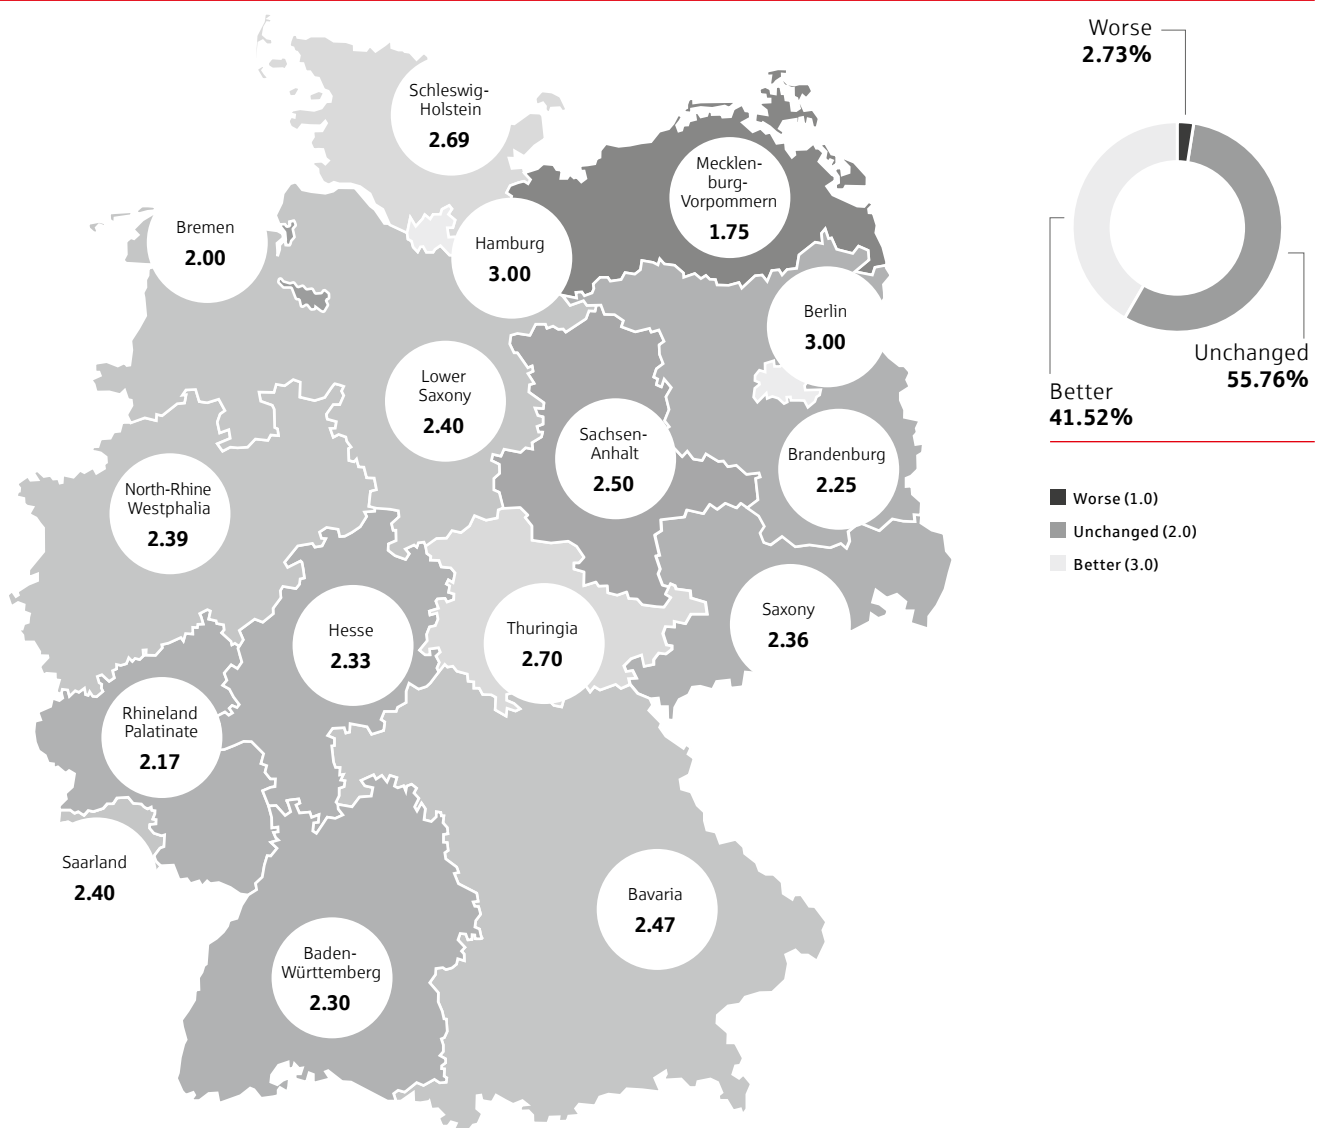 Worse
2.73%
Schleswig-
Holstein
2.69
Mecklen-
burg-
Vorpommern
1.75
Bremen
2.00
Hamburg
3.00
Berlin
3.00
Unchanged
55.76%
Better
41.52%
Lower
Saxony
2.40
Sachsen-
Anhalt
2.50
Brandenburg
2.25
North-Rhine
Westphalia
2.39
Worse (1.0)
Unchanged (2.0)
Better (3.0)
Saxony
2.36
Hesse
2.33
Thuringia
2.70
Rhineland
Palatinate
2.17
Saarland
2.40
Bavaria
2.47
Baden-
Württemberg
2.30